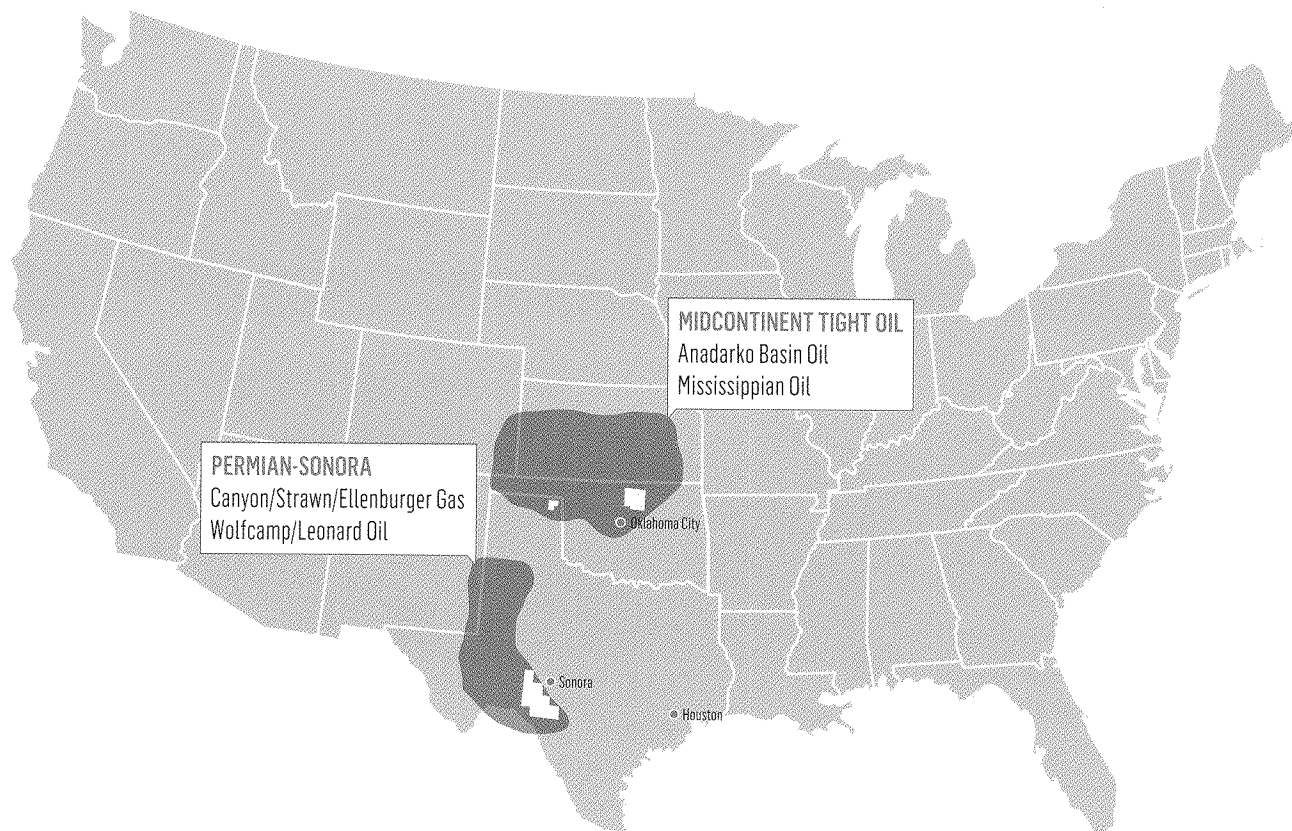 MIDCONTINENT TIGHT OIL
Anadarko Basin Oil
Mississippian Oil
PERMIAN-SONORA
Canyon/Strawn/Ellenburger Gas
Wolfcamp/Leonard Oil
Oklahoma City
Sonora
Houston